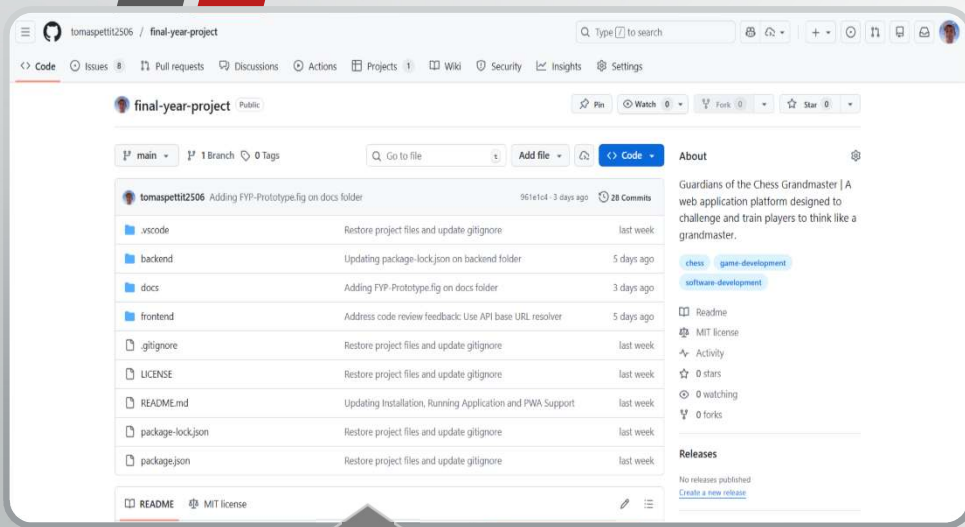 tomaspettit2506 / final-year-project
Type / to search
Code Issues 8 Pull requests Discussions Actions Projects 1 Wiki Security Insights Settings
final-year-project Public
Pin Watch 0 Fork 0 Star 0
main 1 Branch 0 Tags
Go to file t Add file Code
tomaspettit2506 Adding FYP-Prototype.fig on docs folder 961e1c4 · 3 days ago 28 Commits
.vscode Restore project files and update gitignore last week
backend Updating package-lock.json on backend folder 5 days ago
docs Adding FYP-Prototype.fig on docs folder 3 days ago
frontend Address code review feedback: Use API base URL resolver 5 days ago
.gitignore Restore project files and update gitignore last week
LICENSE Restore project files and update gitignore last week
README.md Updating Installation, Running Application and PWA Support last week
package-lock.json Restore project files and update gitignore last week
package.json Restore project files and update gitignore last week
README MIT license
About
Guardians of the Chess Grandmaster | A
web application platform designed to
challenge and train players to think like a
grandmaster.
chess game-development
software-development
Readme
MIT license
Activity
0 stars
0 watching
0 forks
Releases
No releases published
Create a new release